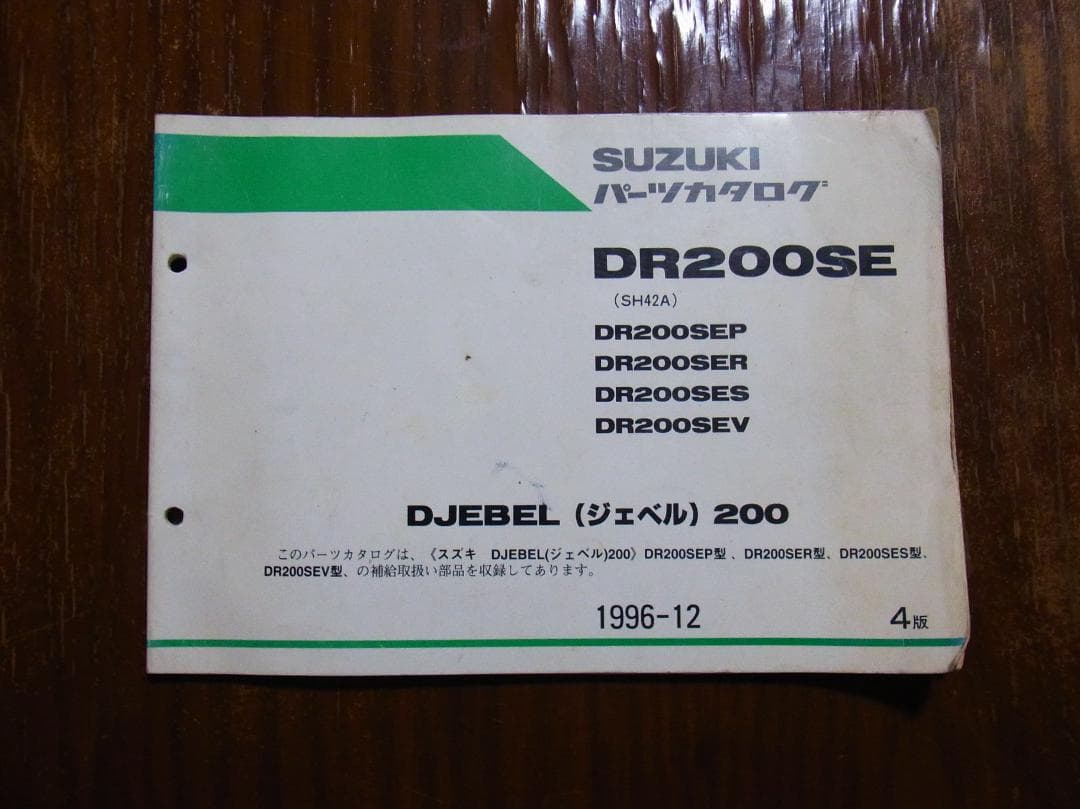 SUZUKI
パーツカタログ
DR200SE
(SH42A)
DR200SEP
DR200SER
DR200SES
DR200SEV
DJEBEL (ジェベル) 200
このパーツカタログは、《スズキ DJEBEL(ジェベル)200》DR200SEP型、DR200SER型、DR200SES型、
DR200SEV型、の補給取扱い部品を収録してあります。
1996-12 4版